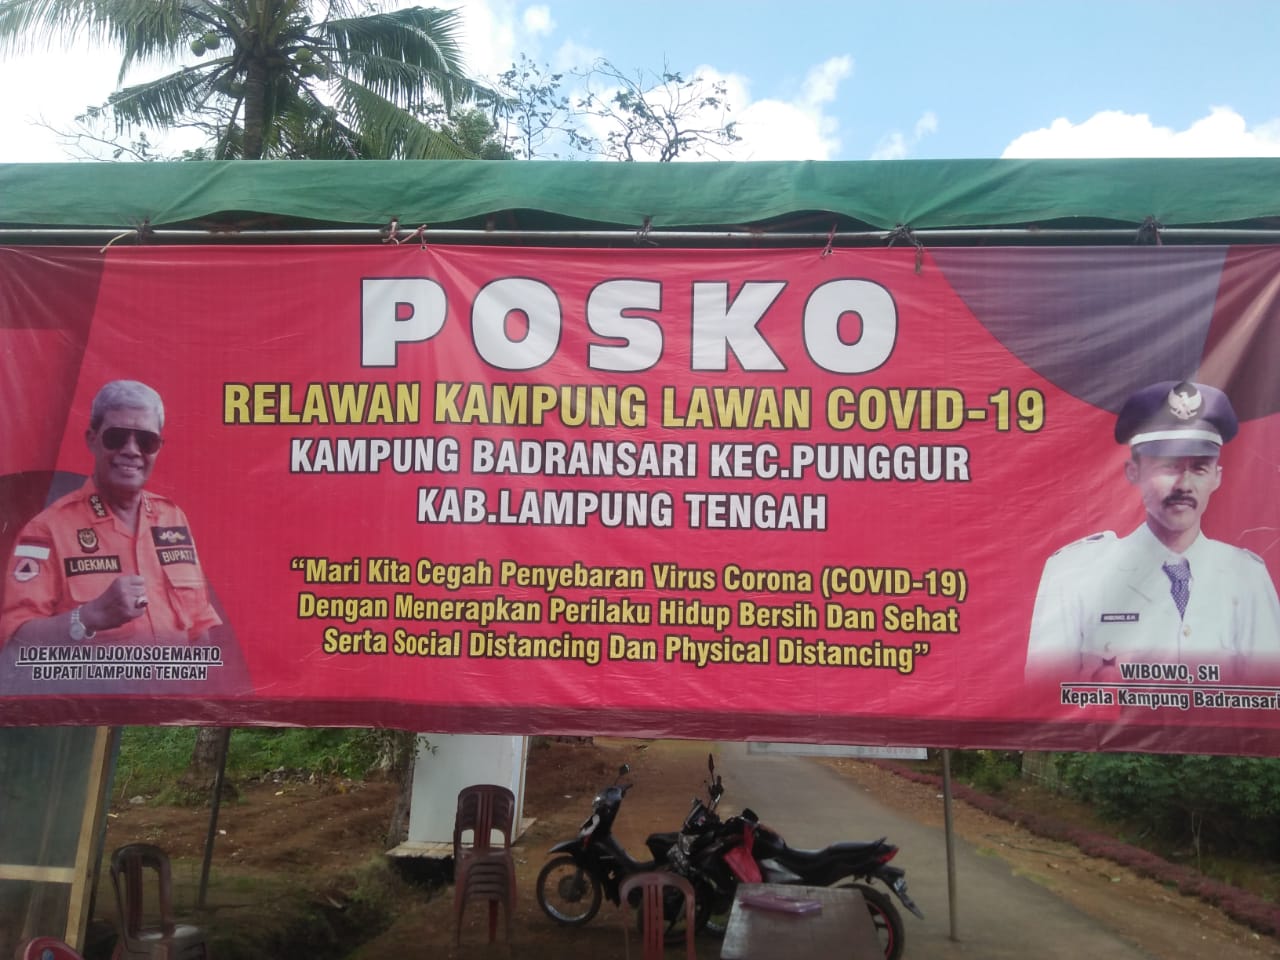 POSKO
RELAWAN KAMPUNG LAWAN COVID-19
KAMPUNG BADRANSARI KEC.PUNGGUR
KAB.LAMPUNG TENGAH
“Mari Kita Cegah Penyebaran Virus Corona (COVID-19)
Dengan Menerapkan Perilaku Hidup Bersih Dan Sehat
Serta Social Distancing Dan Physical Distancing”
LOEKMAN
BUPATI
LOEKMAN DJOYOSOEMARTO
BUPATI LAMPUNG TENGAH
WIBOWO, S.H.
WIBOWO, SH
Kepala Kampung Badransari